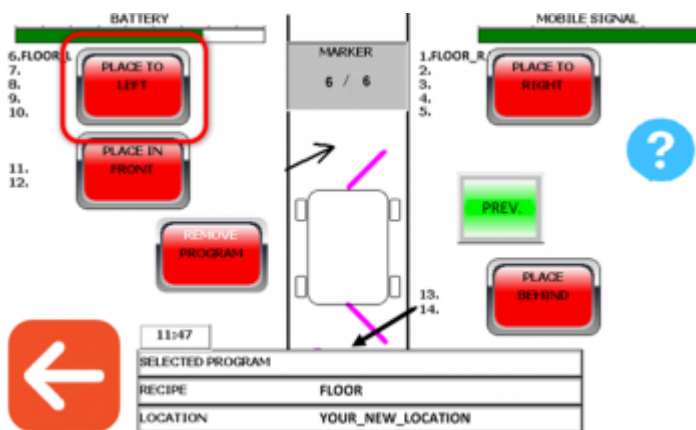 BATTERY
MOBILE SIGNAL
6.FLOOR_L
7.
8.
9.
10.
PLACE TO
LEFT
MARKER
6 / 6
1.FLOOR_R
2.
3.
4.
5.
PLACE TO
RIGHT
11.
12.
PLACE IN
FRONT
?
REMOVE
PROGRAM
PREV.
13.
14.
PLACE
BEHIND
11:47
SELECTED PROGRAM
RECIPE FLOOR
LOCATION YOUR_NEW_LOCATION